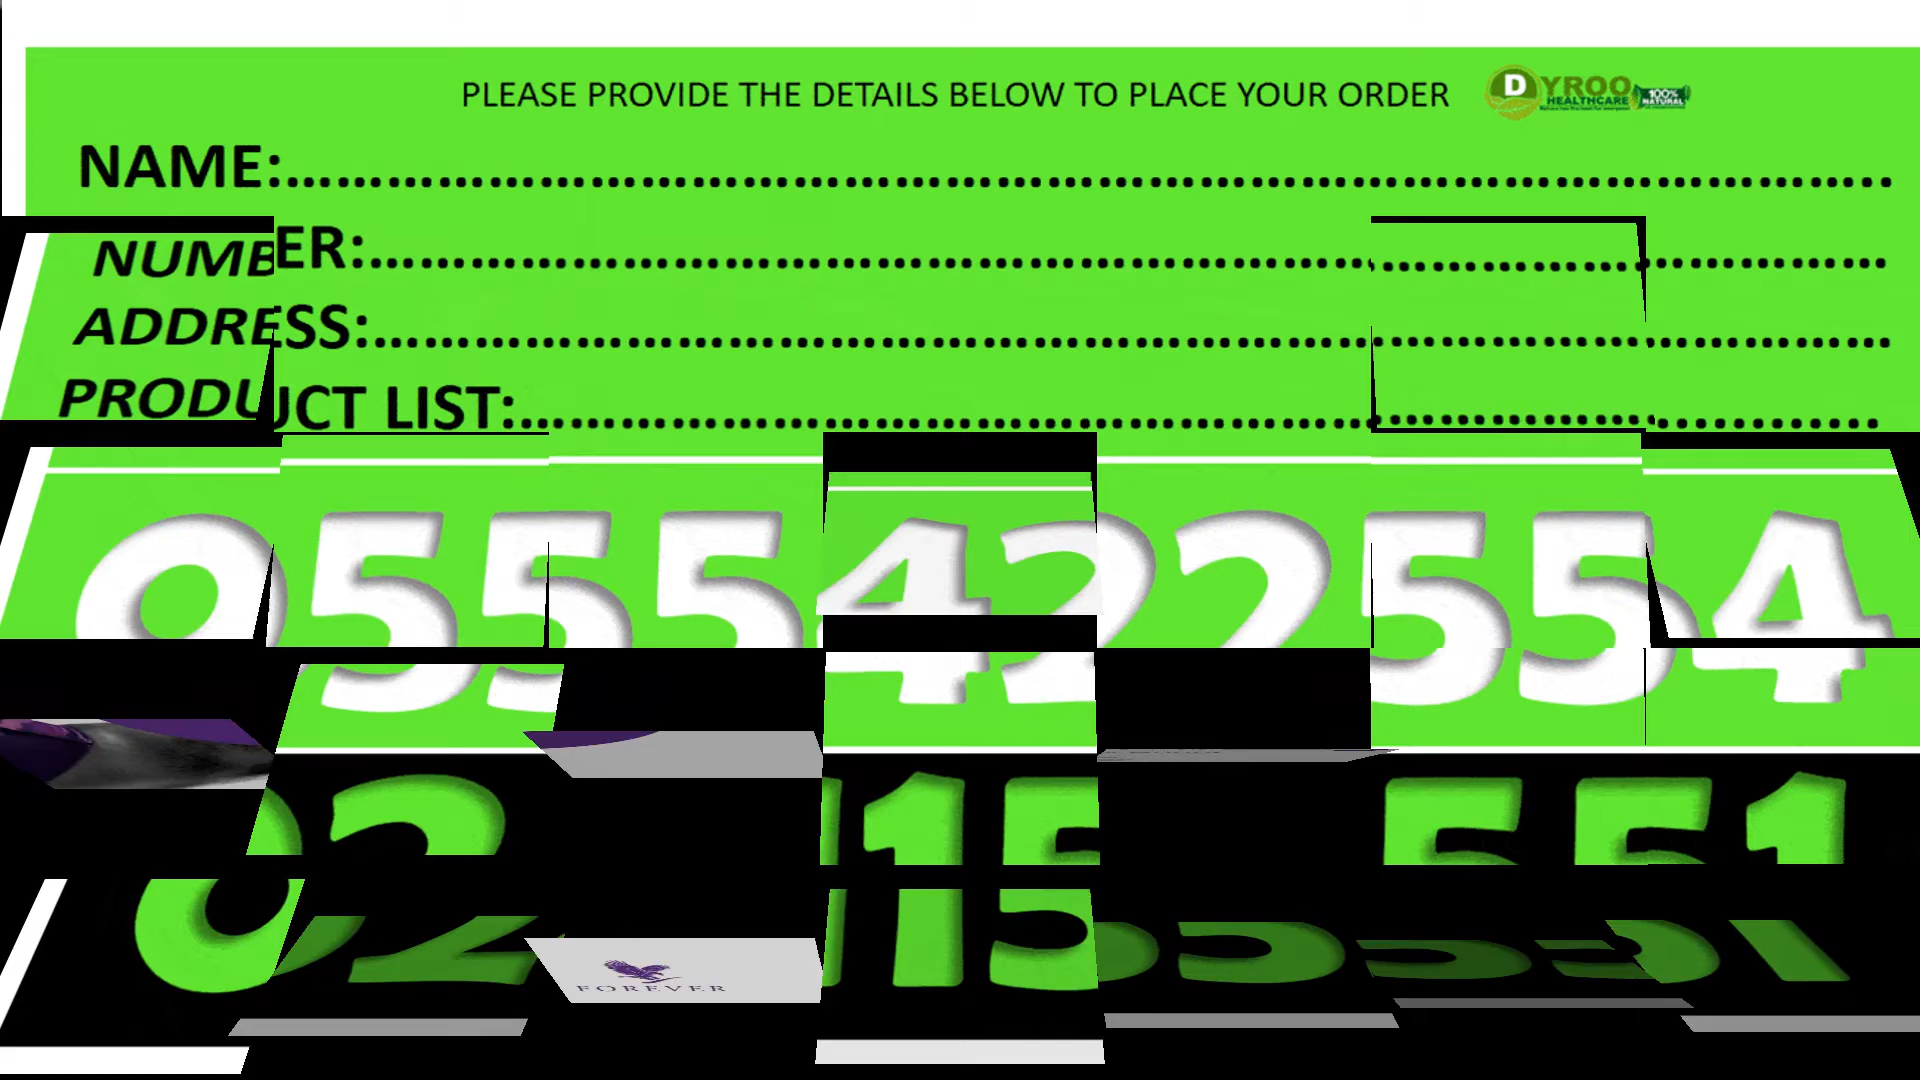 PLEASE PROVIDE THE DETAILS BELOW TO PLACE YOUR ORDER
DYROO
HEALTHCARE
100%
NATURAL
NAME:
NUMBER:
ADDRESS:
PRODUCT LIST:
0555422554
FOREVER